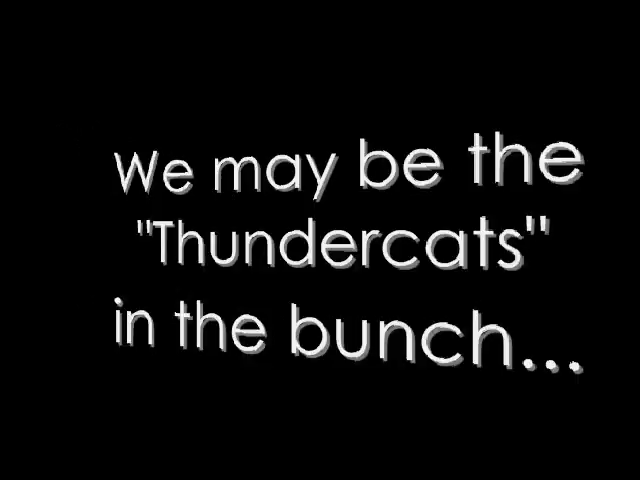 We may be the
"Thundercats"
in the bunch...